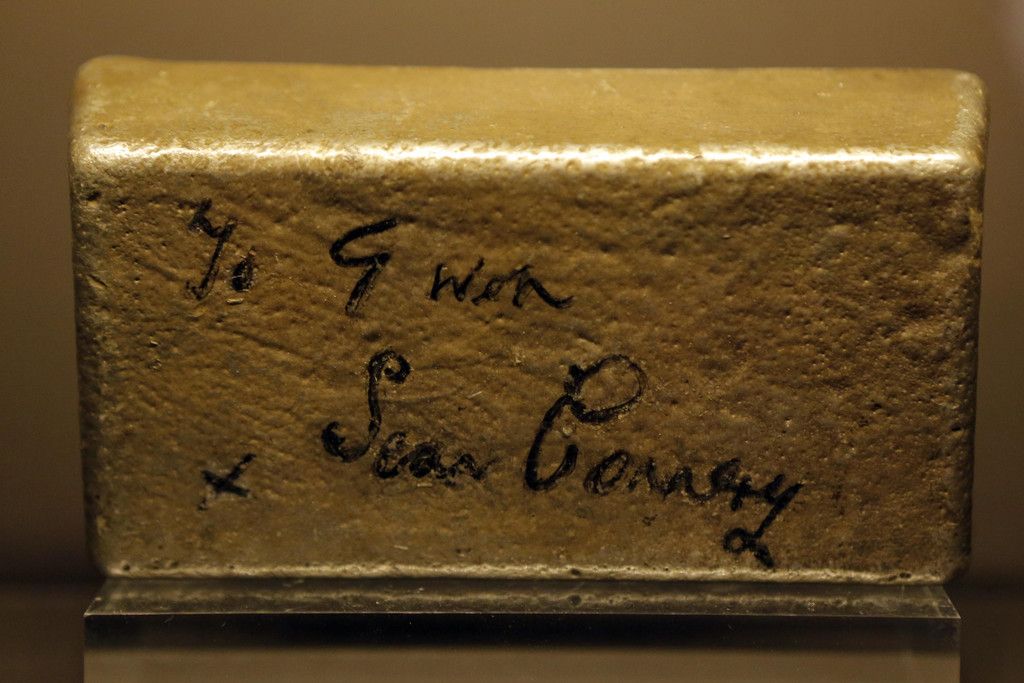 To Gwen
Sean Connery
x